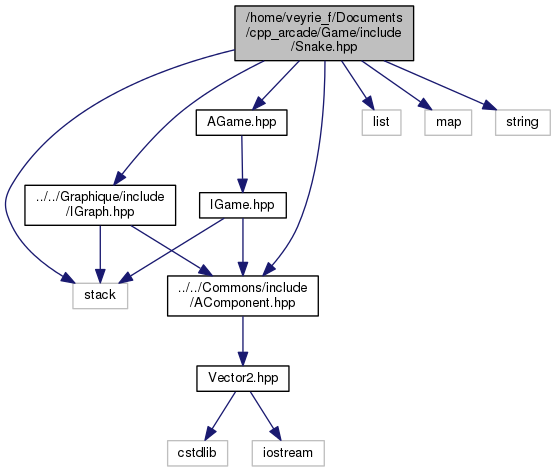 /home/veyrie_f/Documents
/cpp_arcade/Game/include
/Snake.hpp
AGame.hpp
list
map
string
../../Graphique/include
/IGraph.hpp
IGame.hpp
stack
../../Commons/include
/AComponent.hpp
Vector2.hpp
cstdlib
iostream